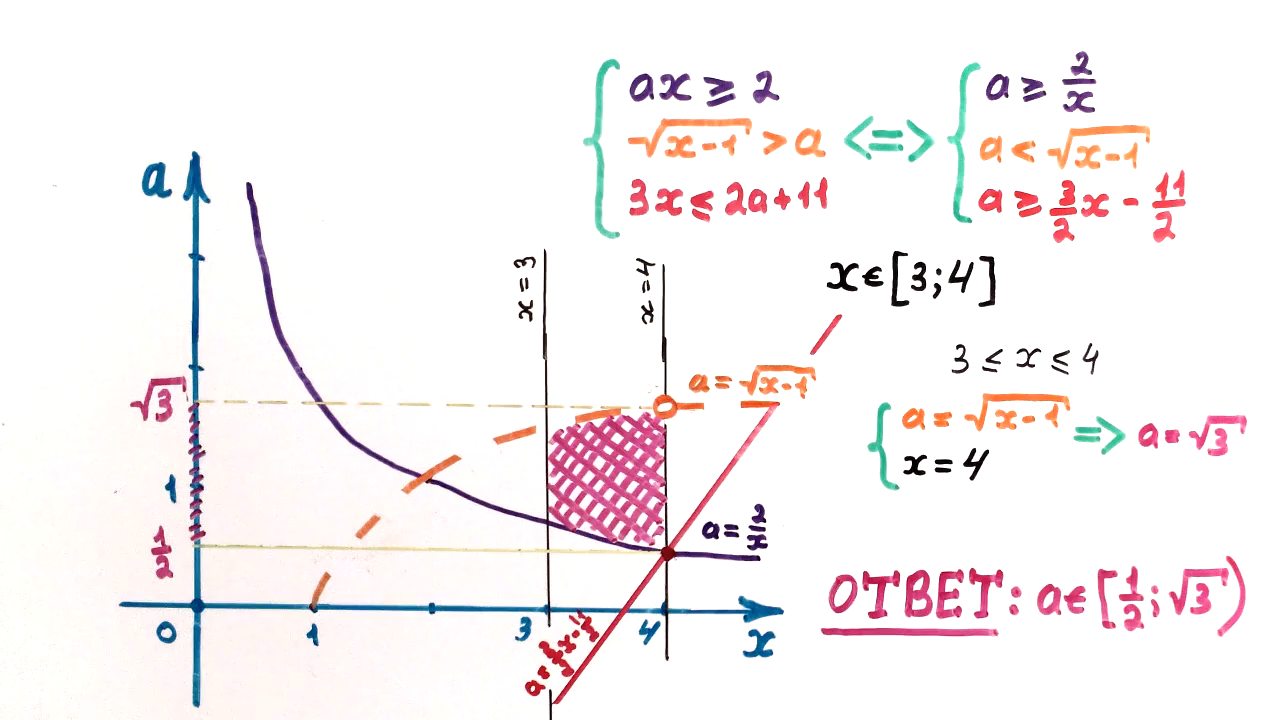 ax ≥ 2
√x-1 > a
3x ≤ 2a+11
<=>
a ≥ 2/x
a < √x-1
a ≥ 3/2x - 11/2
a
x = 3
x = 4
x ∈ [3; 4]
3 ≤ x ≤ 4
a = √x-1
x = 4
=> a = √3
a = √x-1
√3
1
1/2
a = 2/x
a = 3/2x - 11/2
0
1
3
4
x
ОТВЕТ: a ∈ [1/2; √3)